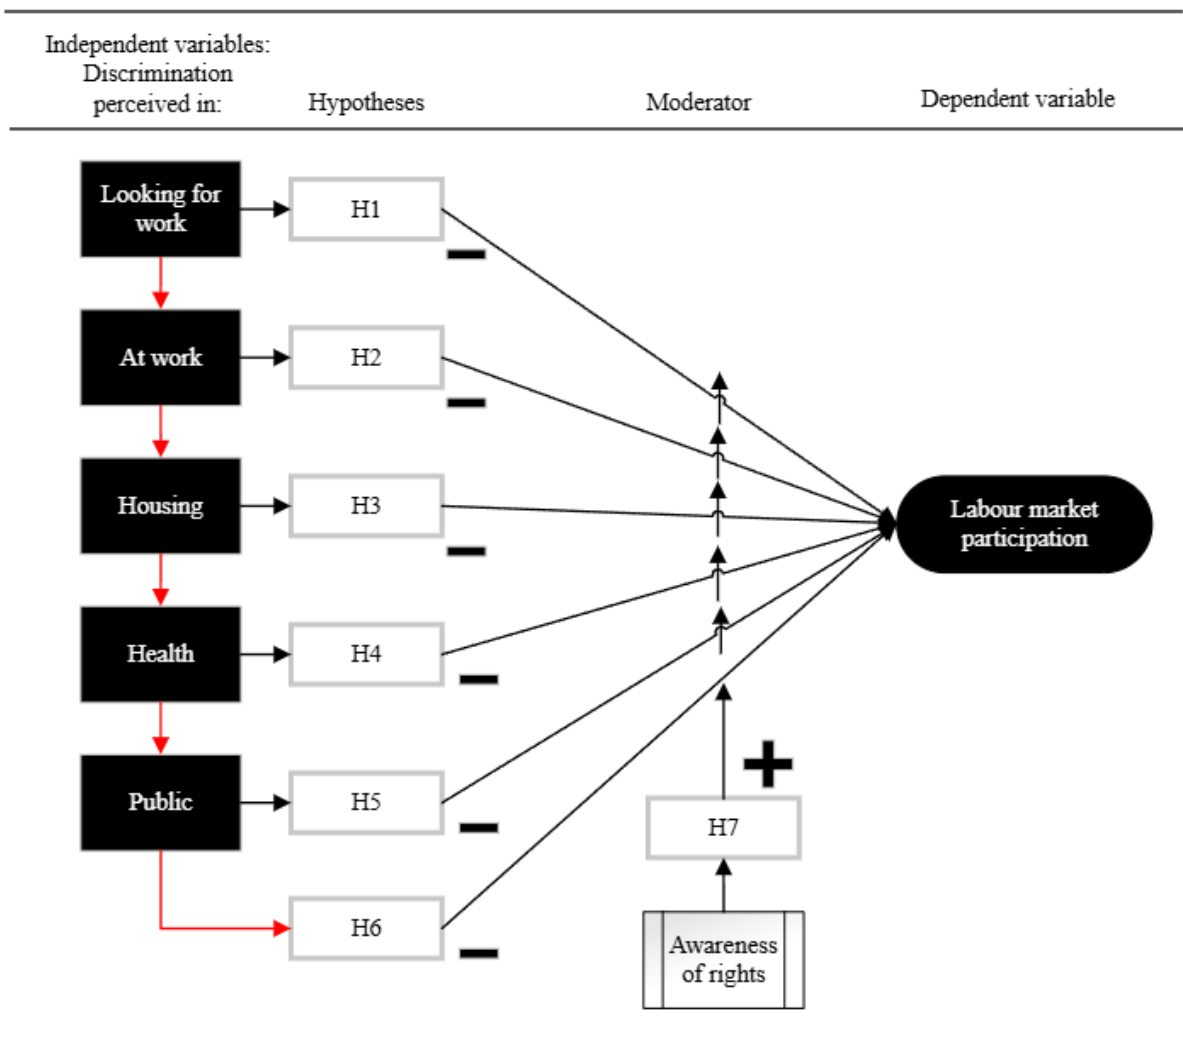 Independent variables:
Discrimination
perceived in:
Hypotheses
Moderator
Dependent variable
Looking for
work
H1
At work
H2
Housing
H3
Labour market
participation
Health
H4
Public
H5
H7
H6
Awareness
of rights